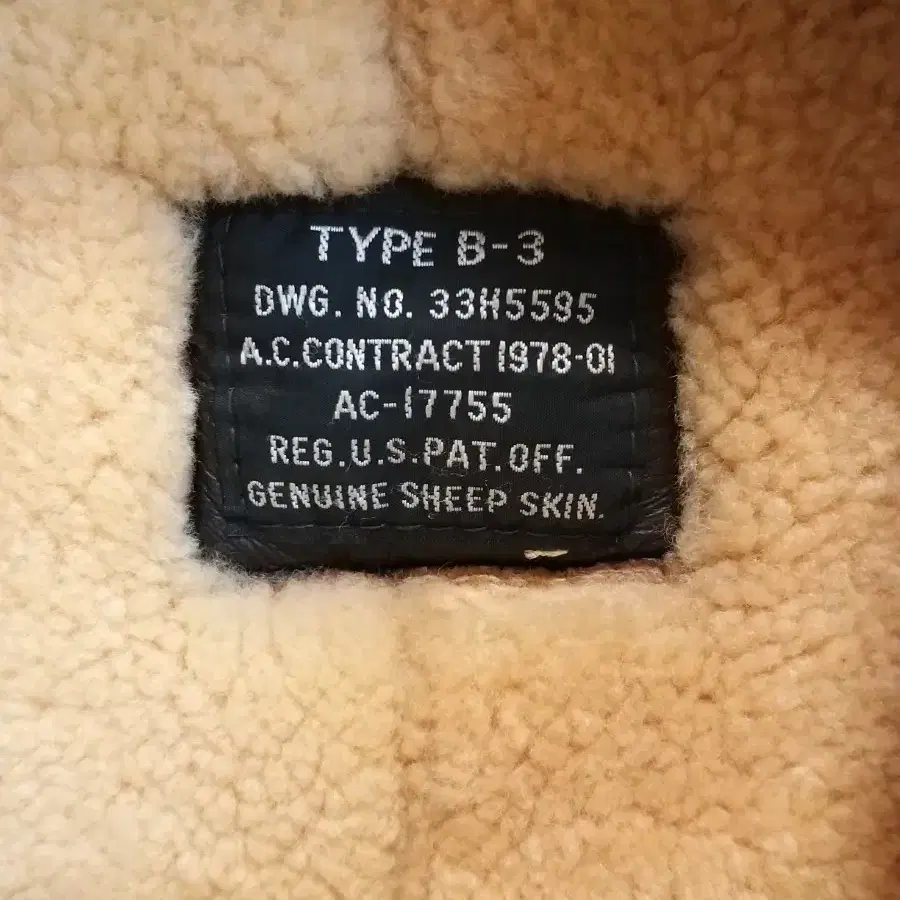 TYPE B-3
DWG. NO. 33H5595
A.C.CONTRACT 1978-01
AC-17755
REG.U.S.PAT.OFF.
GENUINE SHEEP SKIN.